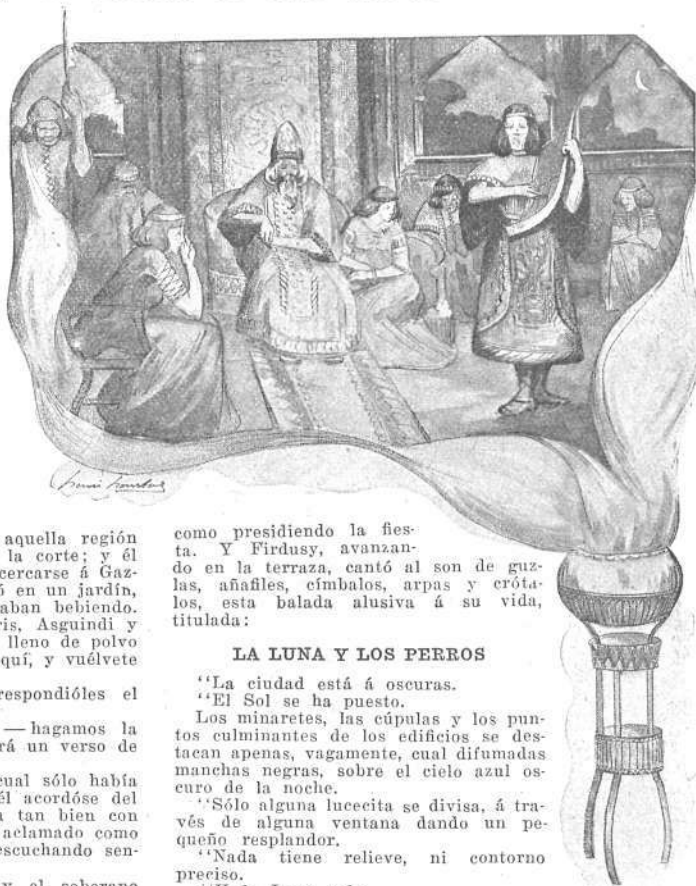 aquella región
la corte; y él
cercarse á Gaz-
ó en un jardín,
aban bebiendo.
ris, Asguindi y
lleno de polvo
quí, y vuélvete
respondióles el
— hagamos la
rá un verso de
cual sólo había
él acordóse del
a tan bien con
aclamado como
escuchando sen-
y el soberano
como presidiendo la fies-
ta. Y Firdusy, avanzan-
do en la terraza, cantó al son de guz-
las, añafiles, címbalos, arpas y cróta-
los, esta balada alusiva á su vida,
titulada:
LA LUNA Y LOS PERROS
“La ciudad está á oscuras.
“El Sol se ha puesto.
Los minaretes, las cúpulas y los pun-
tos culminantes de los edificios se des-
tacan apenas, vagamente, cual difumadas
manchas negras, sobre el cielo azul os-
curo de la noche.
“Sólo alguna lucecita se divisa, á tra-
vés de alguna ventana dando un pe-
queño resplandor.
“Nada tiene relieve, ni contorno
preciso.